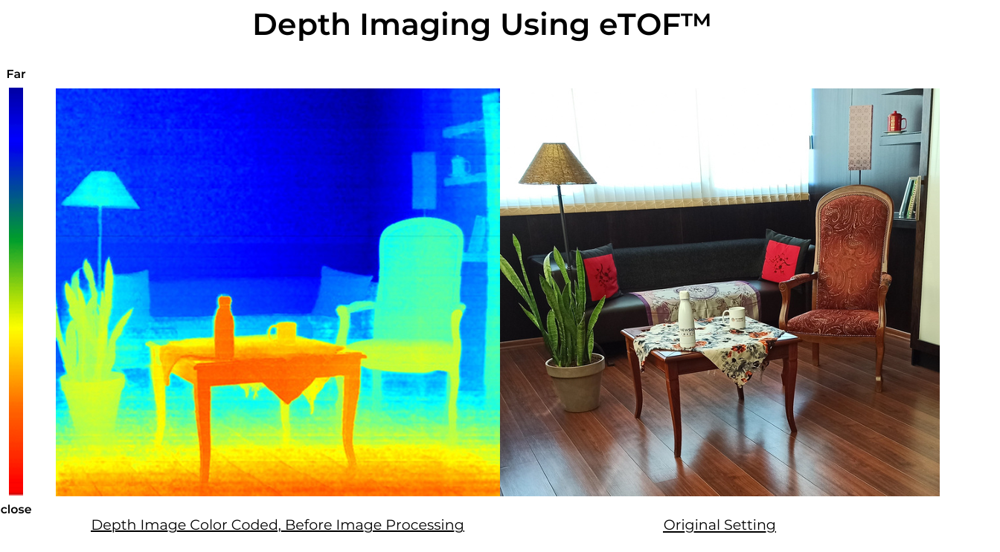 Depth Imaging Using eTOF™
Far
close
Depth Image Color Coded, Before Image Processing
Original Setting